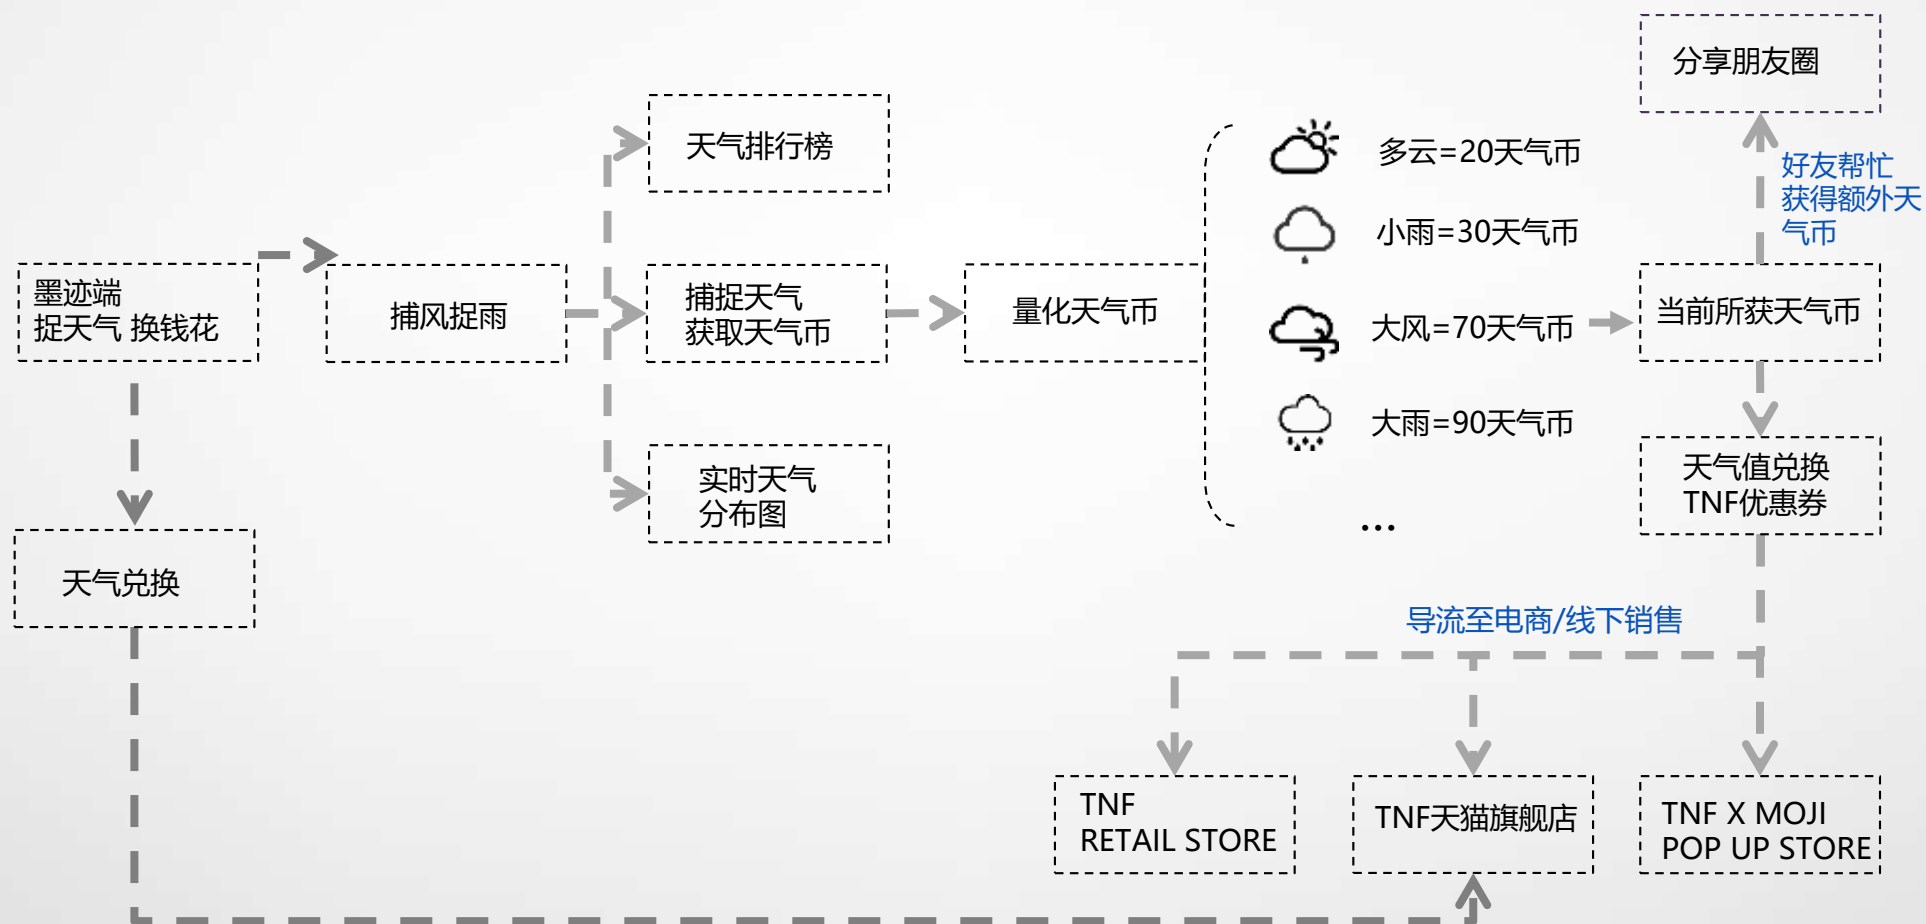 分享朋友圈
天气排行榜
多云=20天气币
好友帮忙
获得额外天
气币
小雨=30天气币
墨迹端
捉天气 换钱花
捕风捉雨
捕捉天气
获取天气币
量化天气币
大风=70天气币
当前所获天气币
大雨=90天气币
实时天气
分布图
天气值兑换
TNF优惠券
...
天气兑换
导流至电商/线下销售
TNF
RETAIL STORE
TNF天猫旗舰店
TNF X MOJI
POP UP STORE